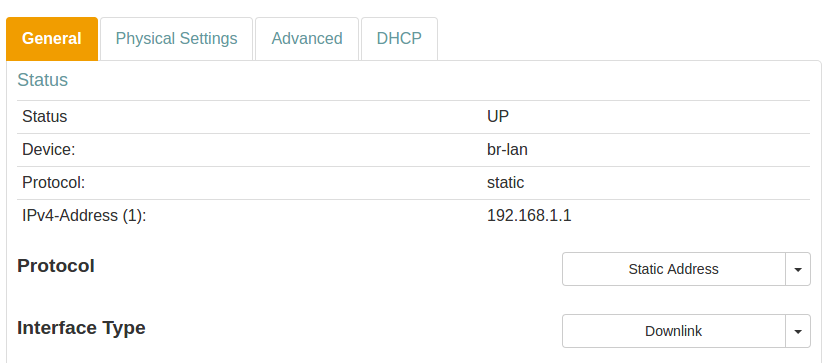 General Physical Settings Advanced DHCP
Status
Status UP
Device: br-lan
Protocol: static
IPv4-Address (1): 192.168.1.1
Protocol Static Address
Interface Type Downlink